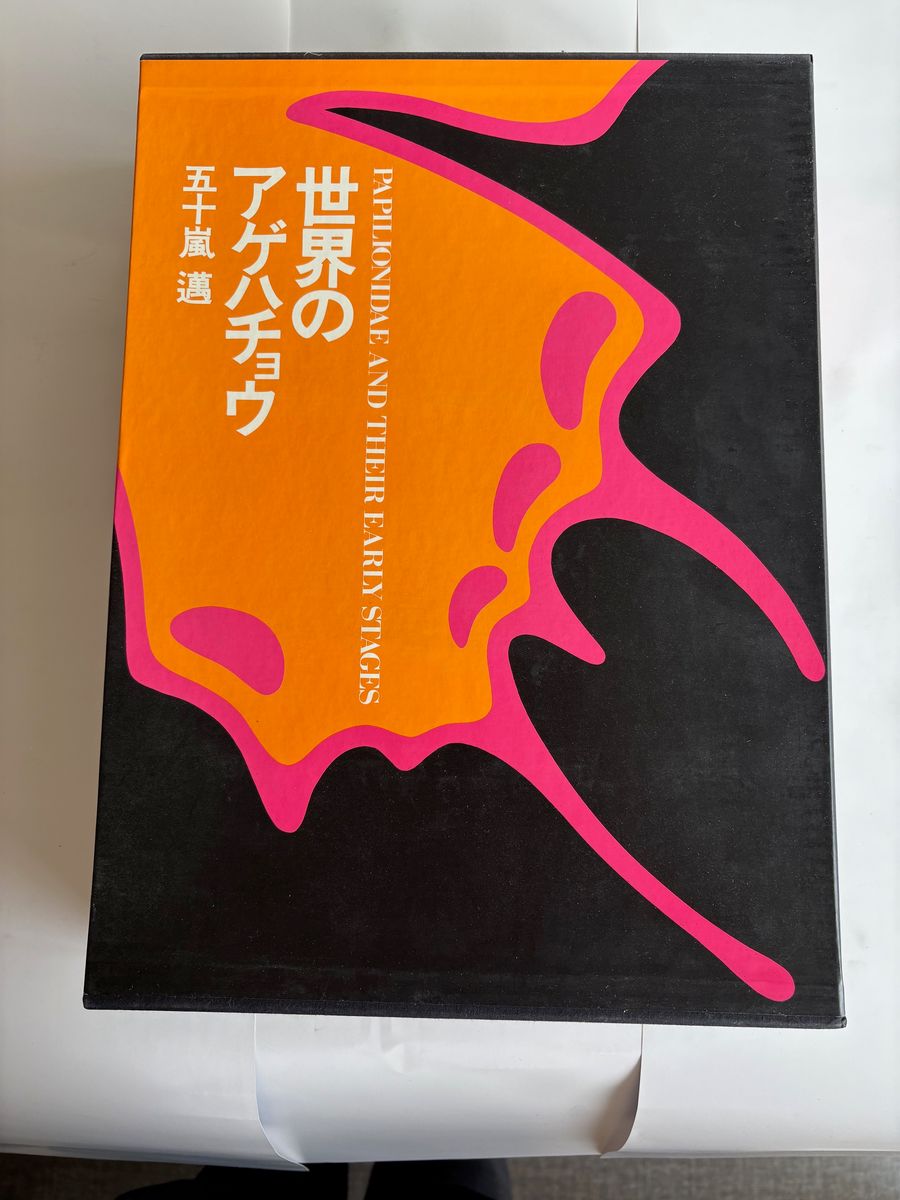 PAPILIONIDAE AND THEIR EARLY STAGES
世界の
アゲハチョウ
五十嵐 邁